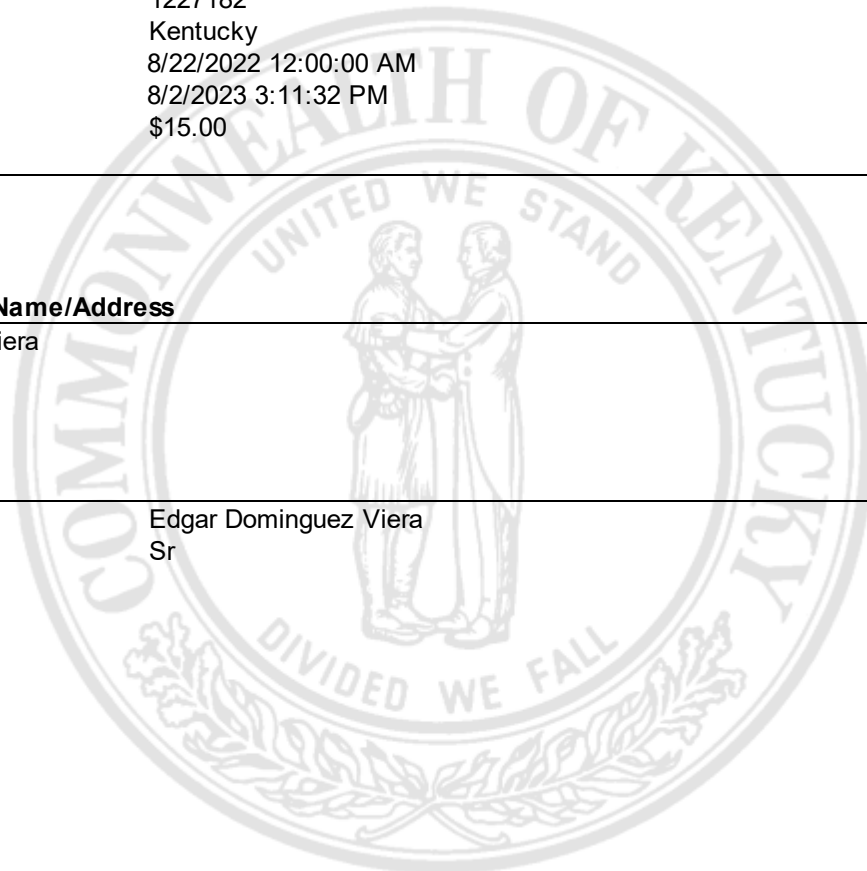 1227182
Kentucky
8/22/2022 12:00:00 AM
8/2/2023 3:11:32 PM
$15.00
COMMONWEALTH OF KENTUCKY
UNITED WE STAND
Name/Address
iera
Edgar Dominguez Viera
Sr
DIVIDED WE FALL